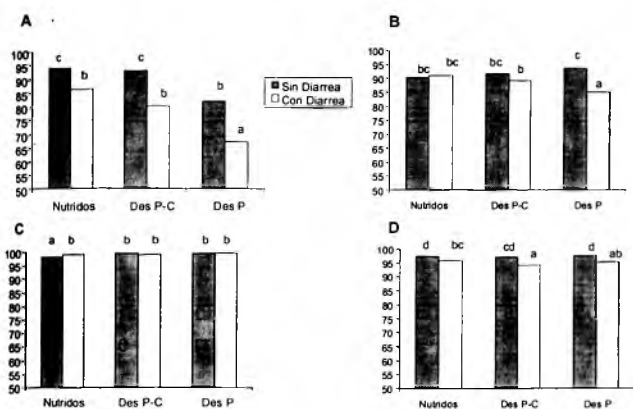 A
100
95
90
85
80
75
70
65
60
55
50
c
b
c
b
b
a
Nutridos
Des P-C
Des P
Sin Diarrea
Con Diarrea
B
100
95
90
85
80
75
70
65
60
55
50
bc
bc
bc
b
c
a
Nutridos
Des P-C
Des P
C
100
95
90
85
80
75
70
65
60
55
50
a
b
b
b
b
b
Nutridos
Des P-C
Des P
D
100
95
90
85
80
75
70
65
60
55
50
d
bc
cd
a
d
ab
Nutridos
Des P-C
Des P